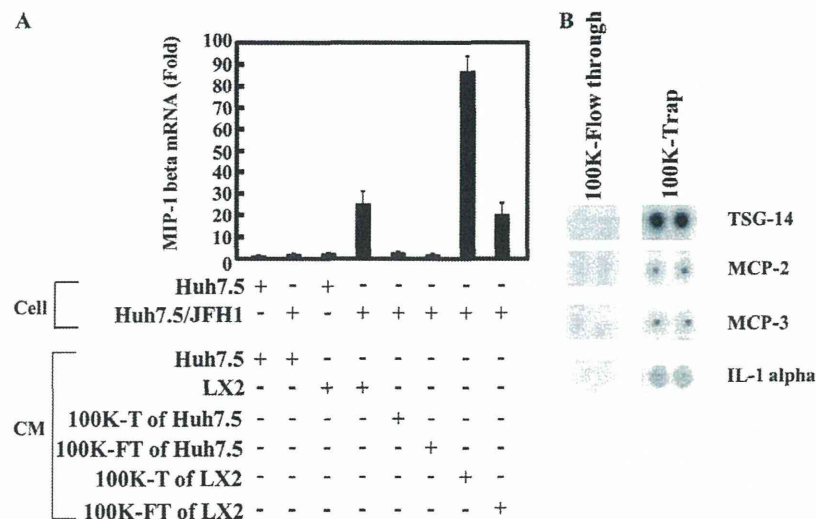 A
B
MIP-1 beta mRNA (Fold)
100
90
80
70
60
50
40
30
20
10
0
100K-Flow through
100K-Trap
TSG-14
MCP-2
MCP-3
IL-1 alpha
Cell
Huh7.5 + - + - - - - -
Huh7.5/JFH1 - + - + + + + +
CM
Huh7.5 + + - - - - - -
LX2 - - + + - - - -
100K-T of Huh7.5 - - - - + - - -
100K-FT of Huh7.5 - - - - - + - -
100K-T of LX2 - - - - - - + -
100K-FT of LX2 - - - - - - - +